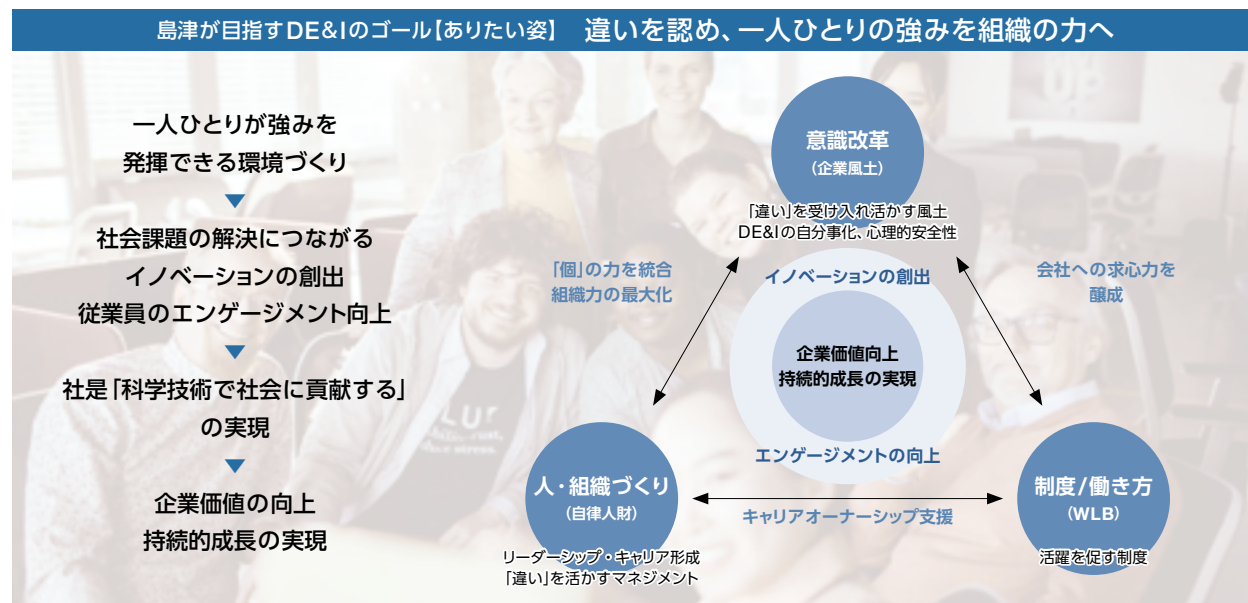 島津が目指すDE&Iのゴール【ありたい姿】 違いを認め、一人ひとりの強みを組織の力へ
一人ひとりが強みを
発揮できる環境づくり
▼
社会課題の解決につながる
イノベーションの創出
従業員のエンゲージメント向上
▼
社是「科学技術で社会に貢献する」
の実現
▼
企業価値の向上
持続的成長の実現
意識改革
(企業風土)
「違い」を受け入れ活かす風土
DE&Iの自分事化、心理的安全性
「個」の力を統合
組織力の最大化
イノベーションの創出
会社への求心力を
醸成
企業価値向上
持続的成長の実現
エンゲージメントの向上
人・組織づくり
(自律人財)
リーダーシップ・キャリア形成
「違い」を活かすマネジメント
キャリアオーナーシップ支援
制度/働き方
(WLB)
活躍を促す制度